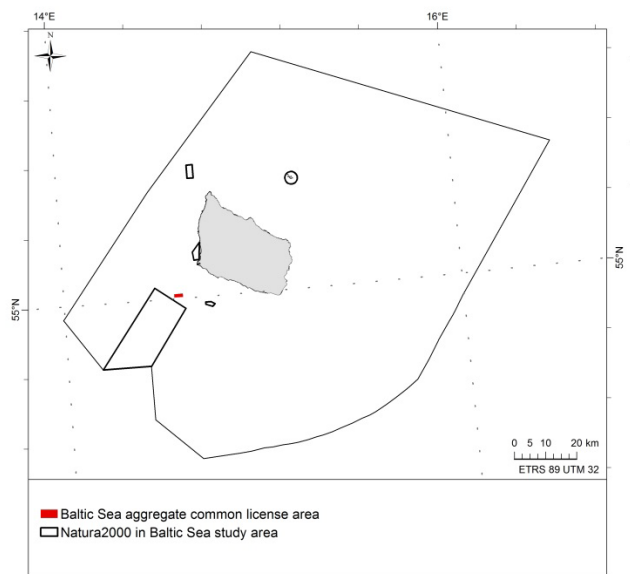 14°E
16°E
N
55°N
55°N
0 5 10 20 km
ETRS 89 UTM 32
Baltic Sea aggregate common license area
Natura2000 in Baltic Sea study area